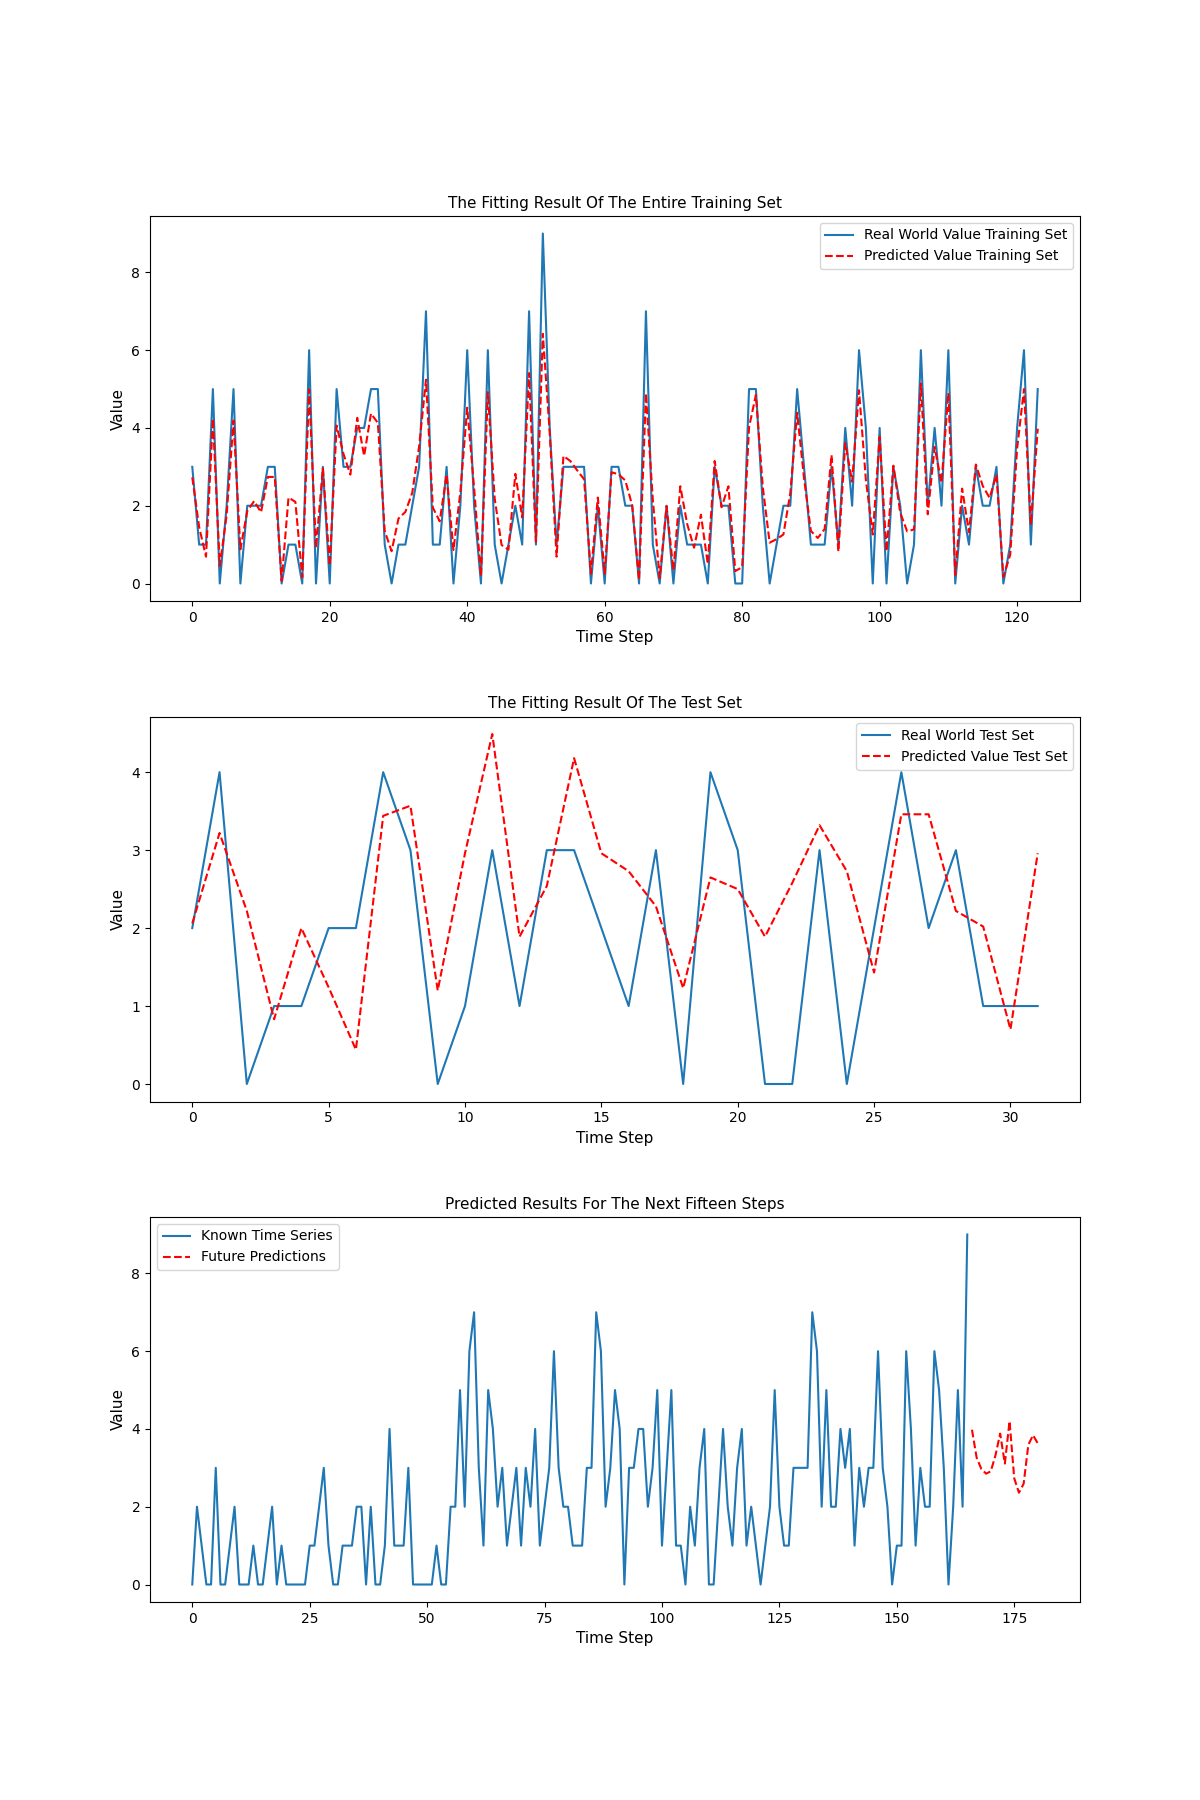 The Fitting Result Of The Entire Training Set
Real World Value Training Set
Predicted Value Training Set
Value
8
6
4
2
0
0 20 40 60 80 100 120
Time Step
The Fitting Result Of The Test Set
Real World Test Set
Predicted Value Test Set
Value
4
3
2
1
0
0 5 10 15 20 25 30
Time Step
Predicted Results For The Next Fifteen Steps
Known Time Series
Future Predictions
Value
8
6
4
2
0
0 25 50 75 100 125 150 175
Time Step